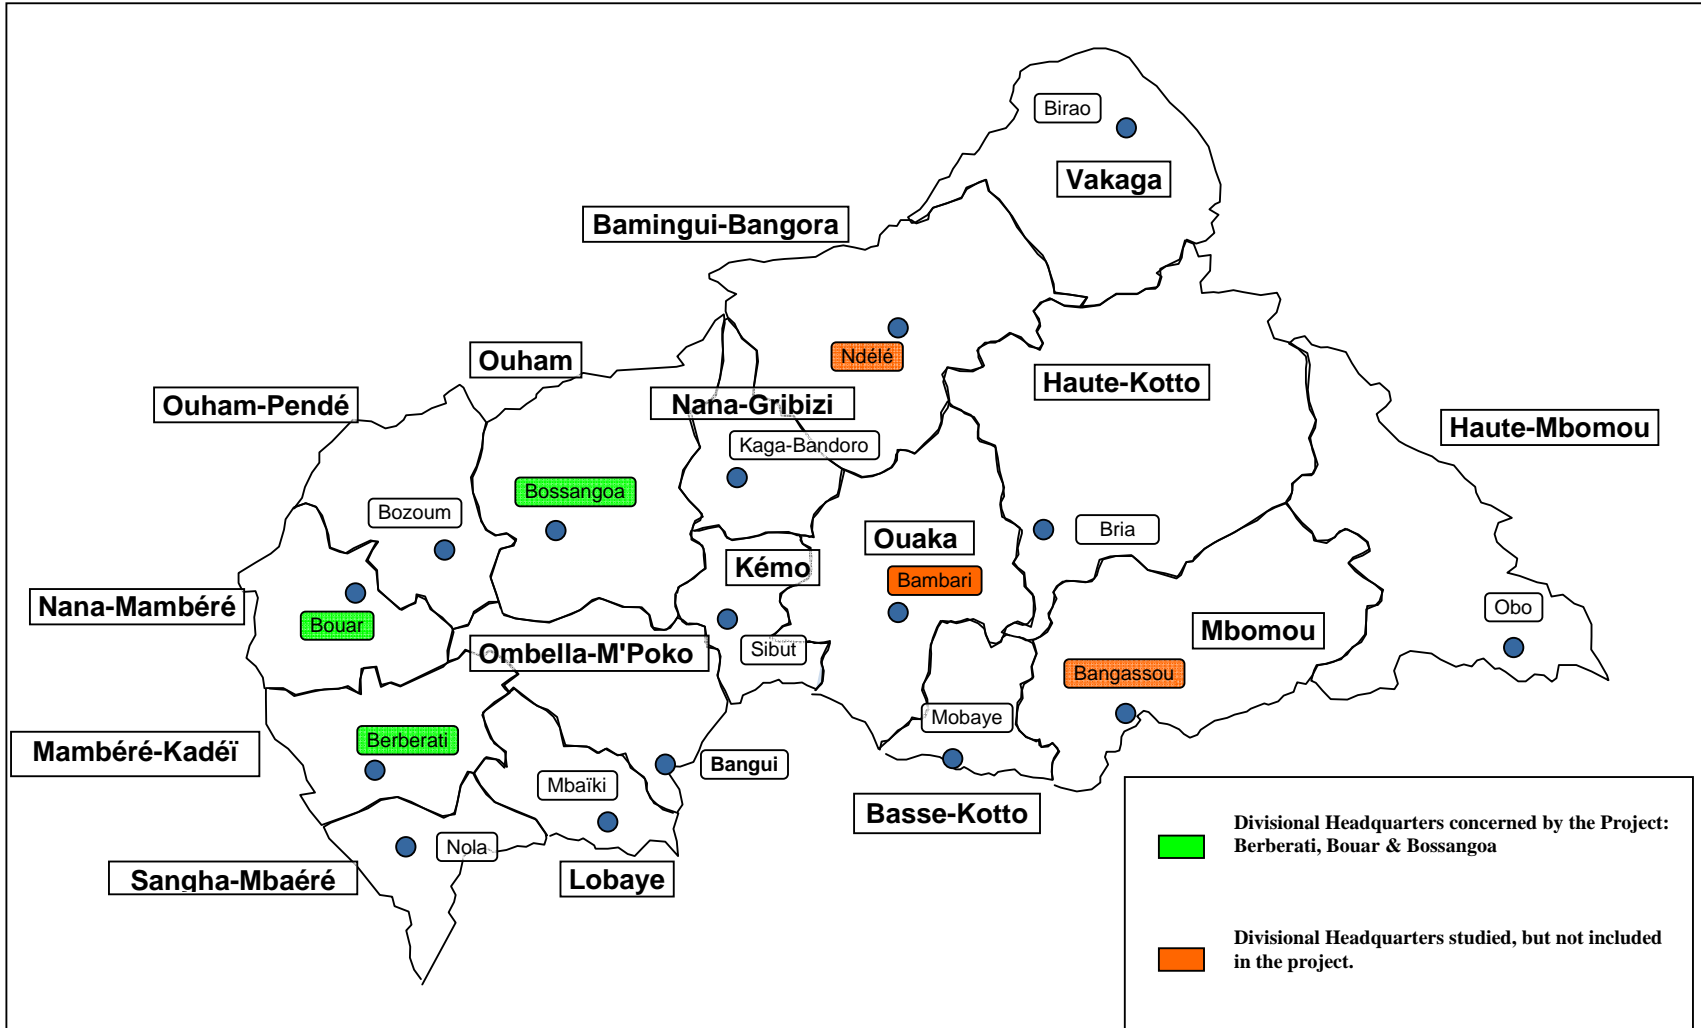 Birao
Vakaga
Bamingui-Bangora
Ndélé
Ouham
Haute-Kotto
Ouham-Pendé
Nana-Gribizi
Haute-Mbomou
Kaga-Bandoro
Bossangoa
Bozoum
Bria
Ouaka
Kémo
Bambari
Nana-Mbambéré
Bouar
Obo
Mbomou
Ombella-M'Poko
Sibut
Bangassou
Mobaye
Berberati
Mambéré-Kadéï
Bangui
Mbaïki
Basse-Kotto
Nola
Sangha-Mbaéré
Lobaye
Divisional Headquarters concerned by the Project:
Berberati, Bouar & Bossangoa
Divisional Headquarters studied, but not included
in the project.